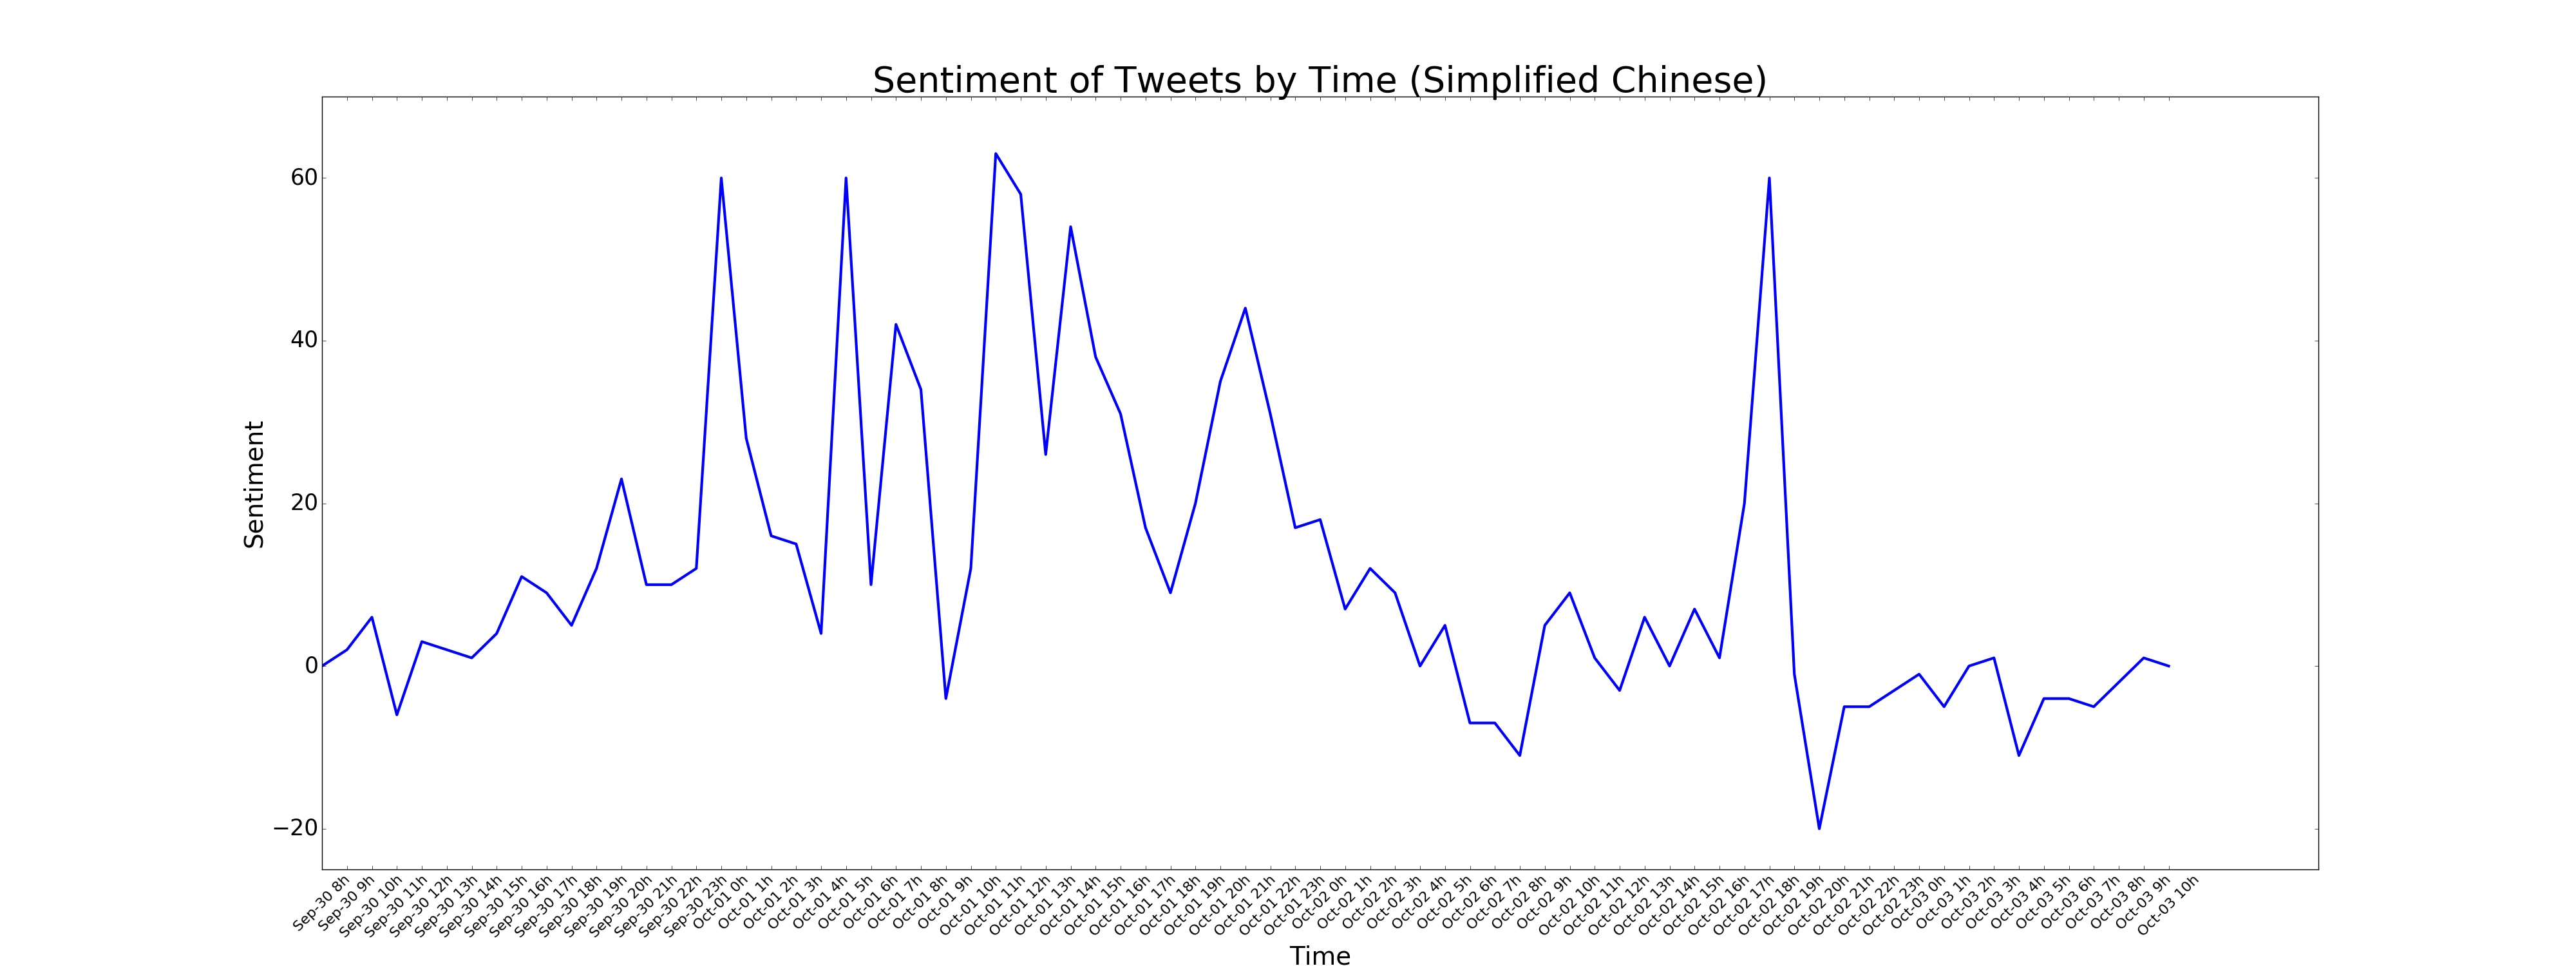 Sentiment of Tweets by Time (Simplified Chinese)
60
40
20
0
−20
Sentiment
Sep-30 8h
Sep-30 9h
Sep-30 10h
Sep-30 11h
Sep-30 12h
Sep-30 13h
Sep-30 14h
Sep-30 15h
Sep-30 16h
Sep-30 17h
Sep-30 18h
Sep-30 19h
Sep-30 20h
Sep-30 21h
Sep-30 22h
Sep-30 23h
Oct-01 0h
Oct-01 1h
Oct-01 2h
Oct-01 3h
Oct-01 4h
Oct-01 5h
Oct-01 6h
Oct-01 7h
Oct-01 8h
Oct-01 9h
Oct-01 10h
Oct-01 11h
Oct-01 12h
Oct-01 13h
Oct-01 14h
Oct-01 15h
Oct-01 16h
Oct-01 17h
Oct-01 18h
Oct-01 19h
Oct-01 20h
Oct-01 21h
Oct-01 22h
Oct-01 23h
Oct-02 0h
Oct-02 1h
Oct-02 2h
Oct-02 3h
Oct-02 4h
Oct-02 5h
Oct-02 6h
Oct-02 7h
Oct-02 8h
Oct-02 9h
Oct-02 10h
Oct-02 11h
Oct-02 12h
Oct-02 13h
Oct-02 14h
Oct-02 15h
Oct-02 16h
Oct-02 17h
Oct-02 18h
Oct-02 19h
Oct-02 20h
Oct-02 21h
Oct-02 22h
Oct-02 23h
Oct-03 0h
Oct-03 1h
Oct-03 2h
Oct-03 3h
Oct-03 4h
Oct-03 5h
Oct-03 6h
Oct-03 7h
Oct-03 8h
Oct-03 9h
Oct-03 10h
Time